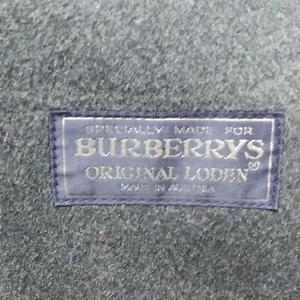 SPECIALLY MADE FOR
BURBERRYS®
ORIGINAL LODEN
MADE IN AUSTRIA